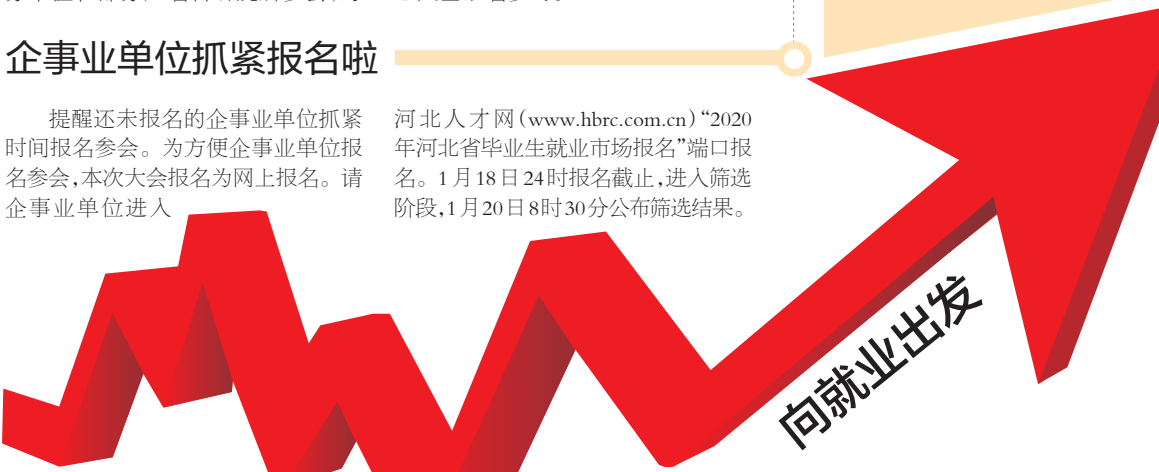 企事业单位抓紧报名啦
提醒还未报名的企事业单位抓紧
时间报名参会。为方便企事业单位报
名参会,本次大会报名为网上报名。请
企事业单位进入
河北人才网(www.hbrc.com.cn)“2020
年河北省毕业生就业市场报名”端口报
名。1月18日24时报名截止,进入筛选
阶段,1月20日8时30分公布筛选结果。
向就业出发